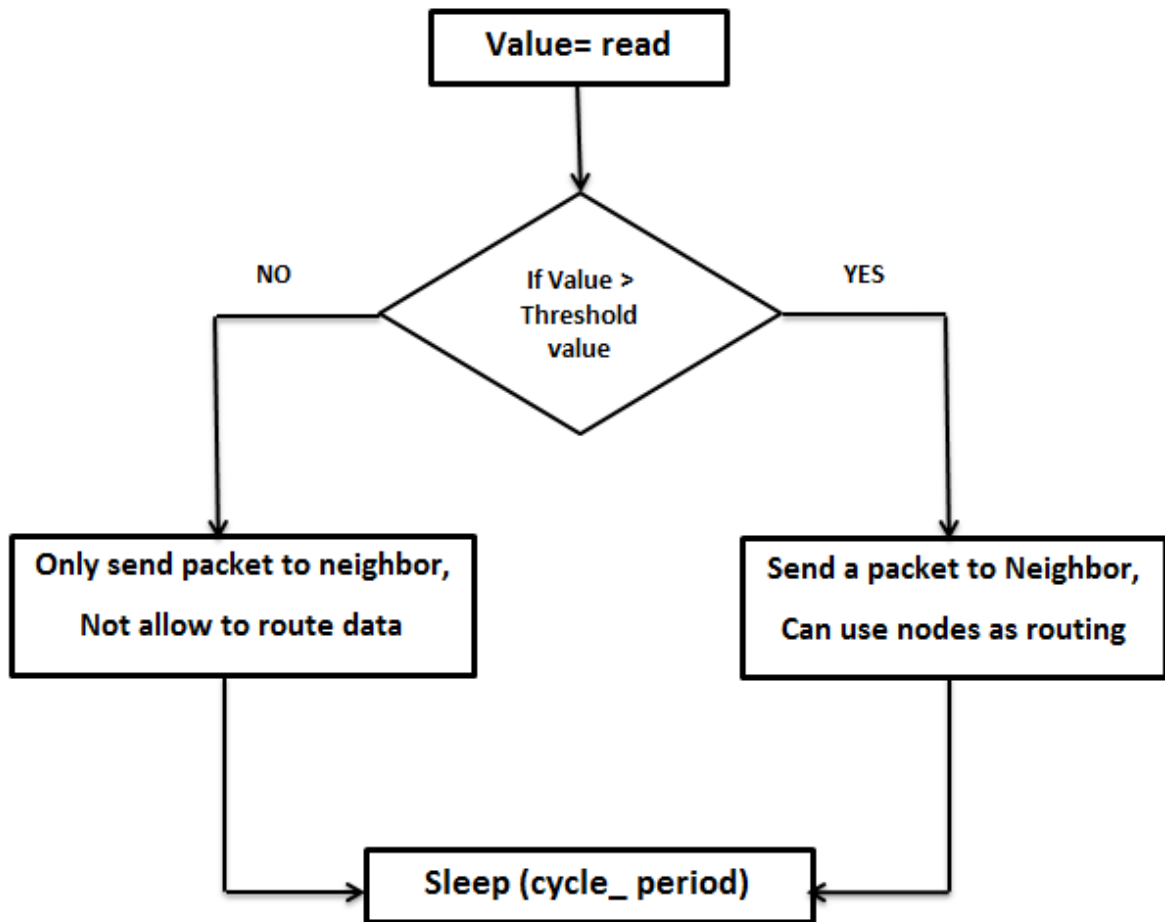 Value= read
NO
If Value >
Threshold
value
YES
Only send packet to neighbor,
Not allow to route data
Send a packet to Neighbor,
Can use nodes as routing
Sleep (cycle_ period)